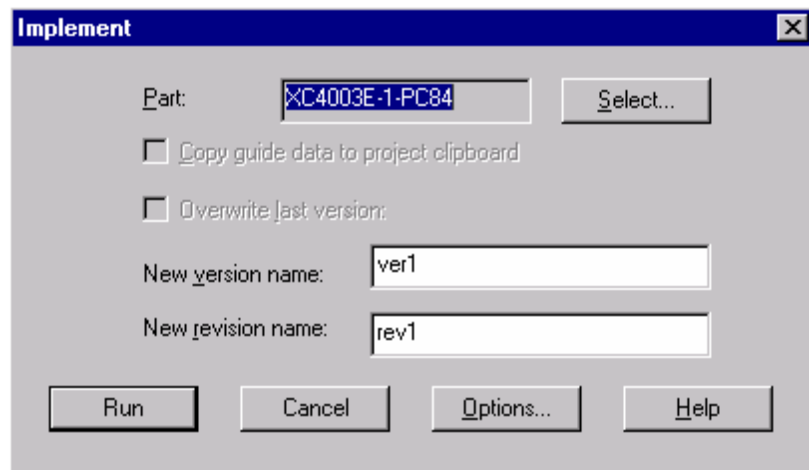 Implement
Part: XC4003E-1-PC84 Select...
Copy guide data to project clipboard
Overwrite last version:
New version name: ver1
New revision name: rev1
Run Cancel Options... Help